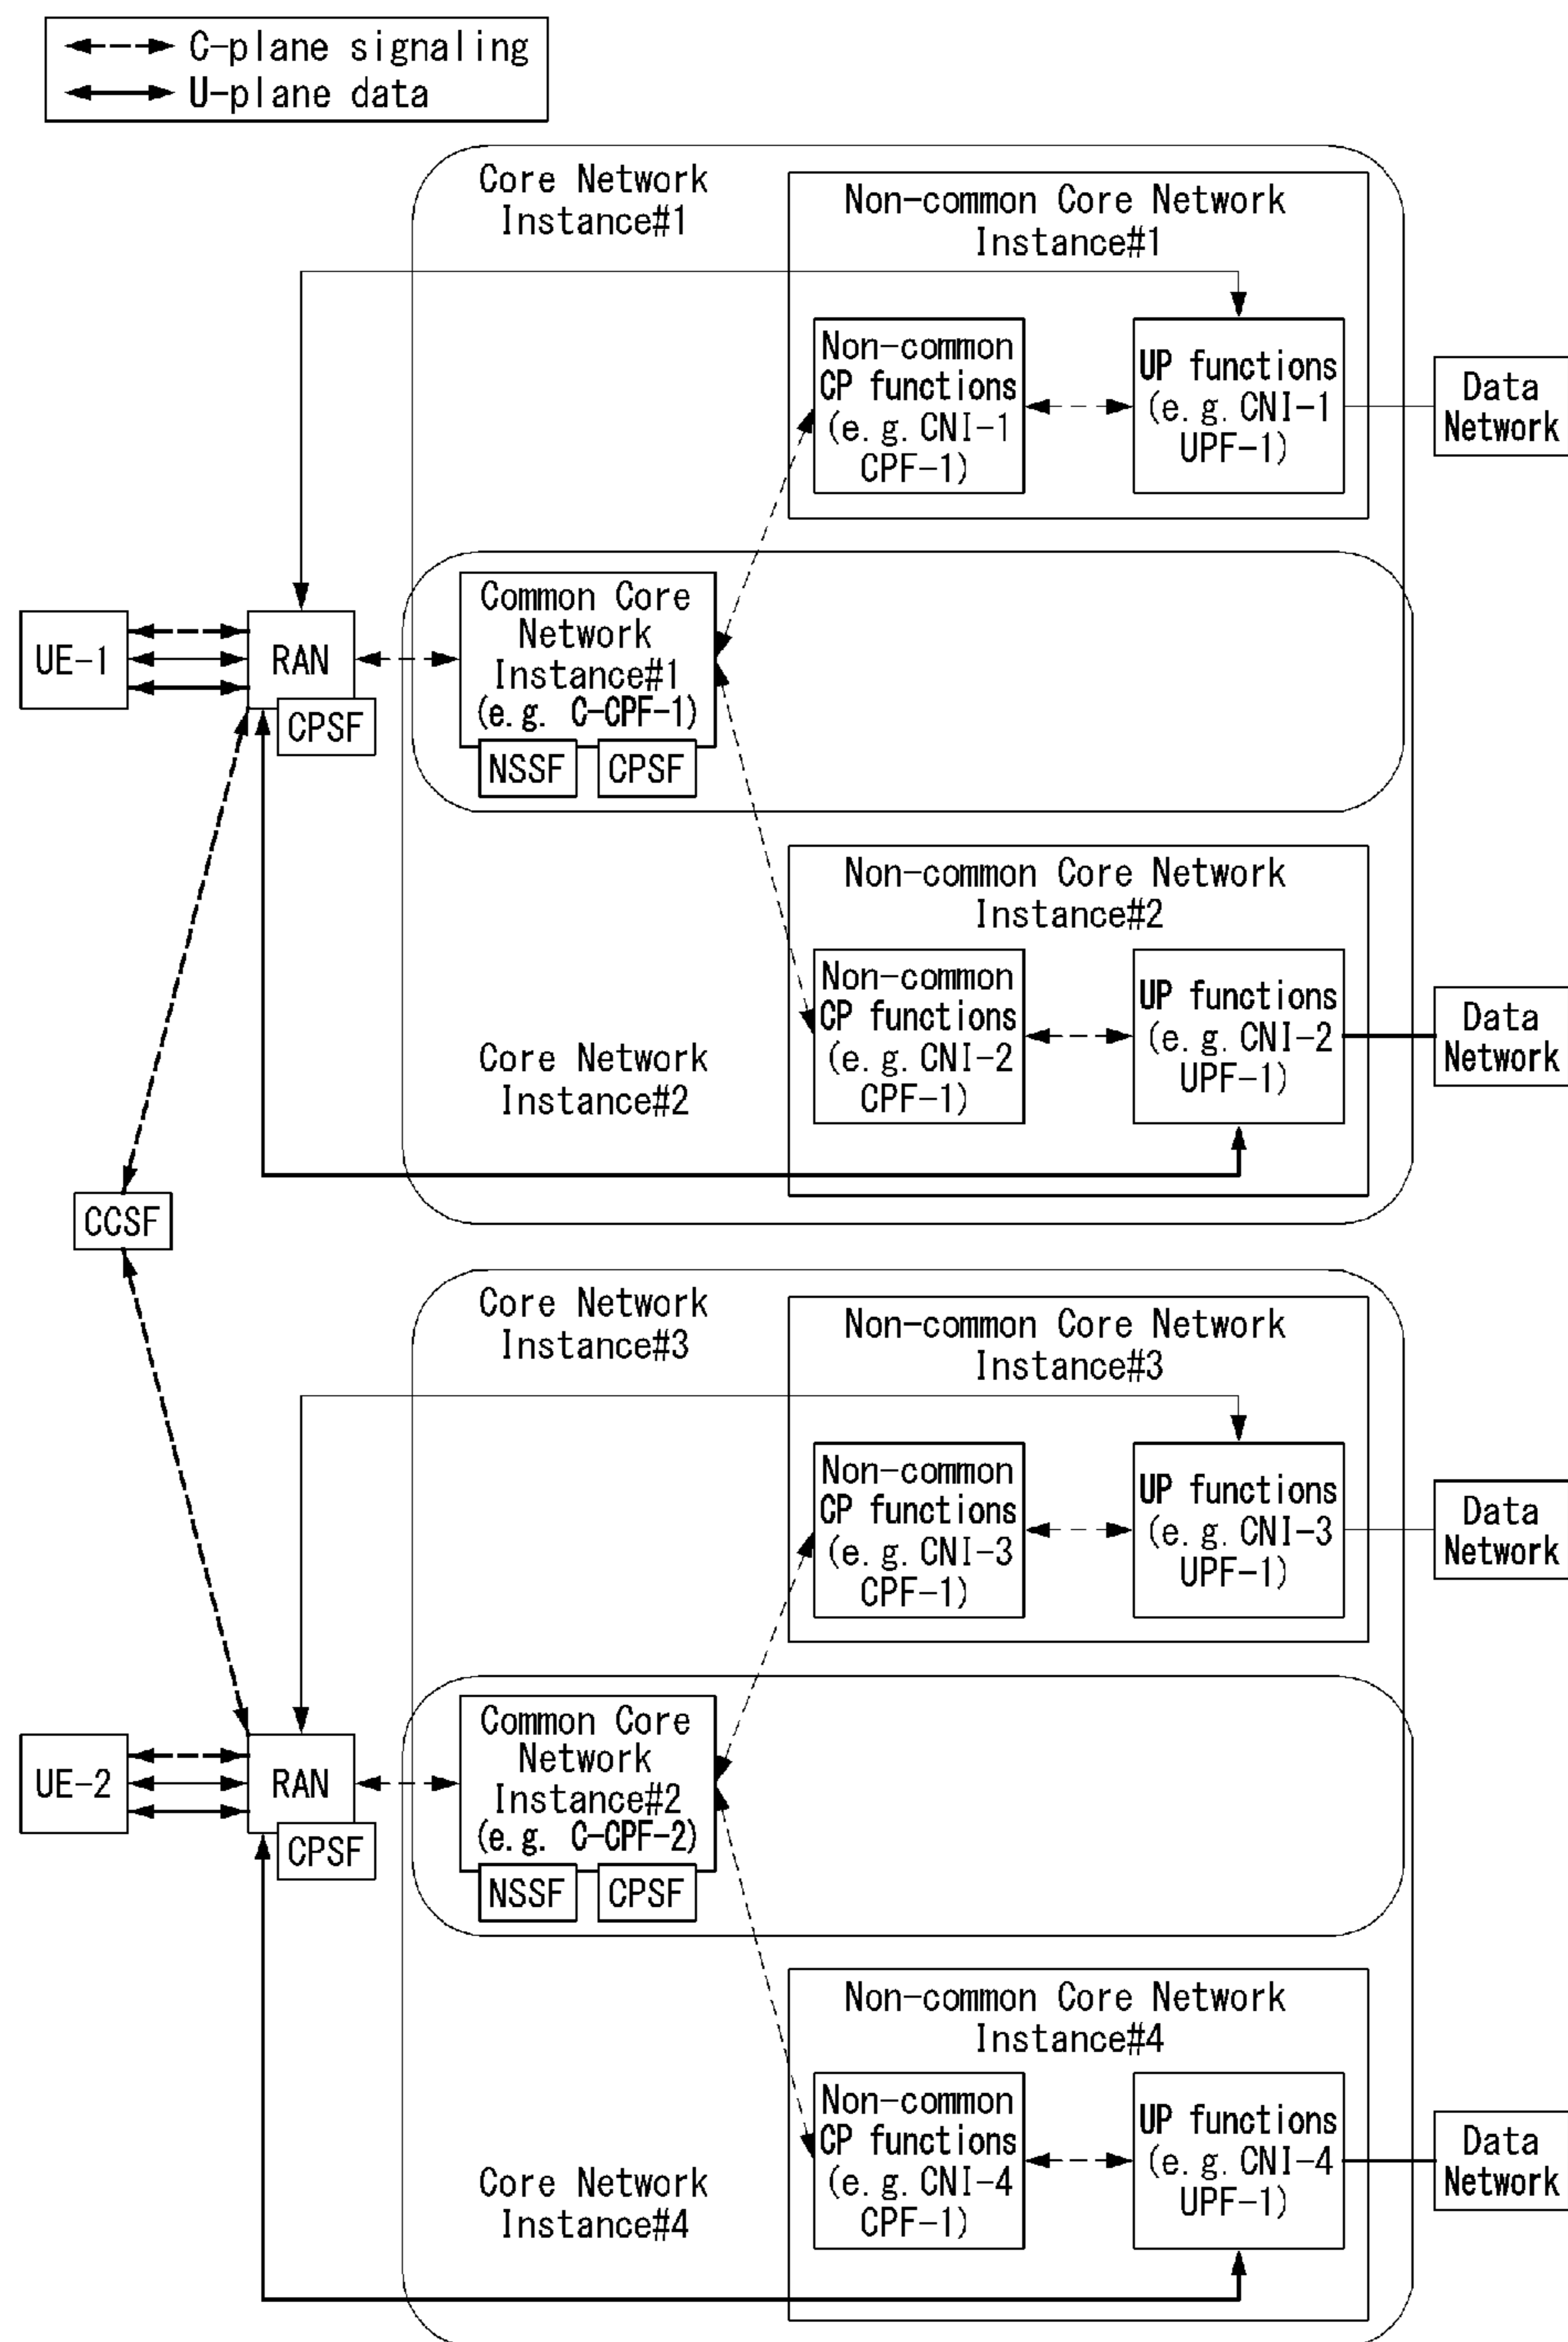 C-plane signaling
U-plane data
Core Network
Instance#1
Non-common Core Network
Instance#1
Non-common
CP functions
(e.g. CNI-1
CPF-1)
UP functions
(e.g. CNI-1
UPF-1)
Data
Network
UE-1
RAN
CPSF
Common Core
Network
Instance#1
(e.g. C-CPF-1)
NSSF
CPSF
Non-common Core Network
Instance#2
Non-common
CP functions
(e.g. CNI-2
CPF-1)
UP functions
(e.g. CNI-2
UPF-1)
Data
Network
Core Network
Instance#2
CCSF
Core Network
Instance#3
Non-common Core Network
Instance#3
Non-common
CP functions
(e.g. CNI-3
CPF-1)
UP functions
(e.g. CNI-3
UPF-1)
Data
Network
UE-2
RAN
CPSF
Common Core
Network
Instance#2
(e.g. C-CPF-2)
NSSF
CPSF
Non-common Core Network
Instance#4
Non-common
CP functions
(e.g. CNI-4
CPF-1)
UP functions
(e.g. CNI-4
UPF-1)
Data
Network
Core Network
Instance#4